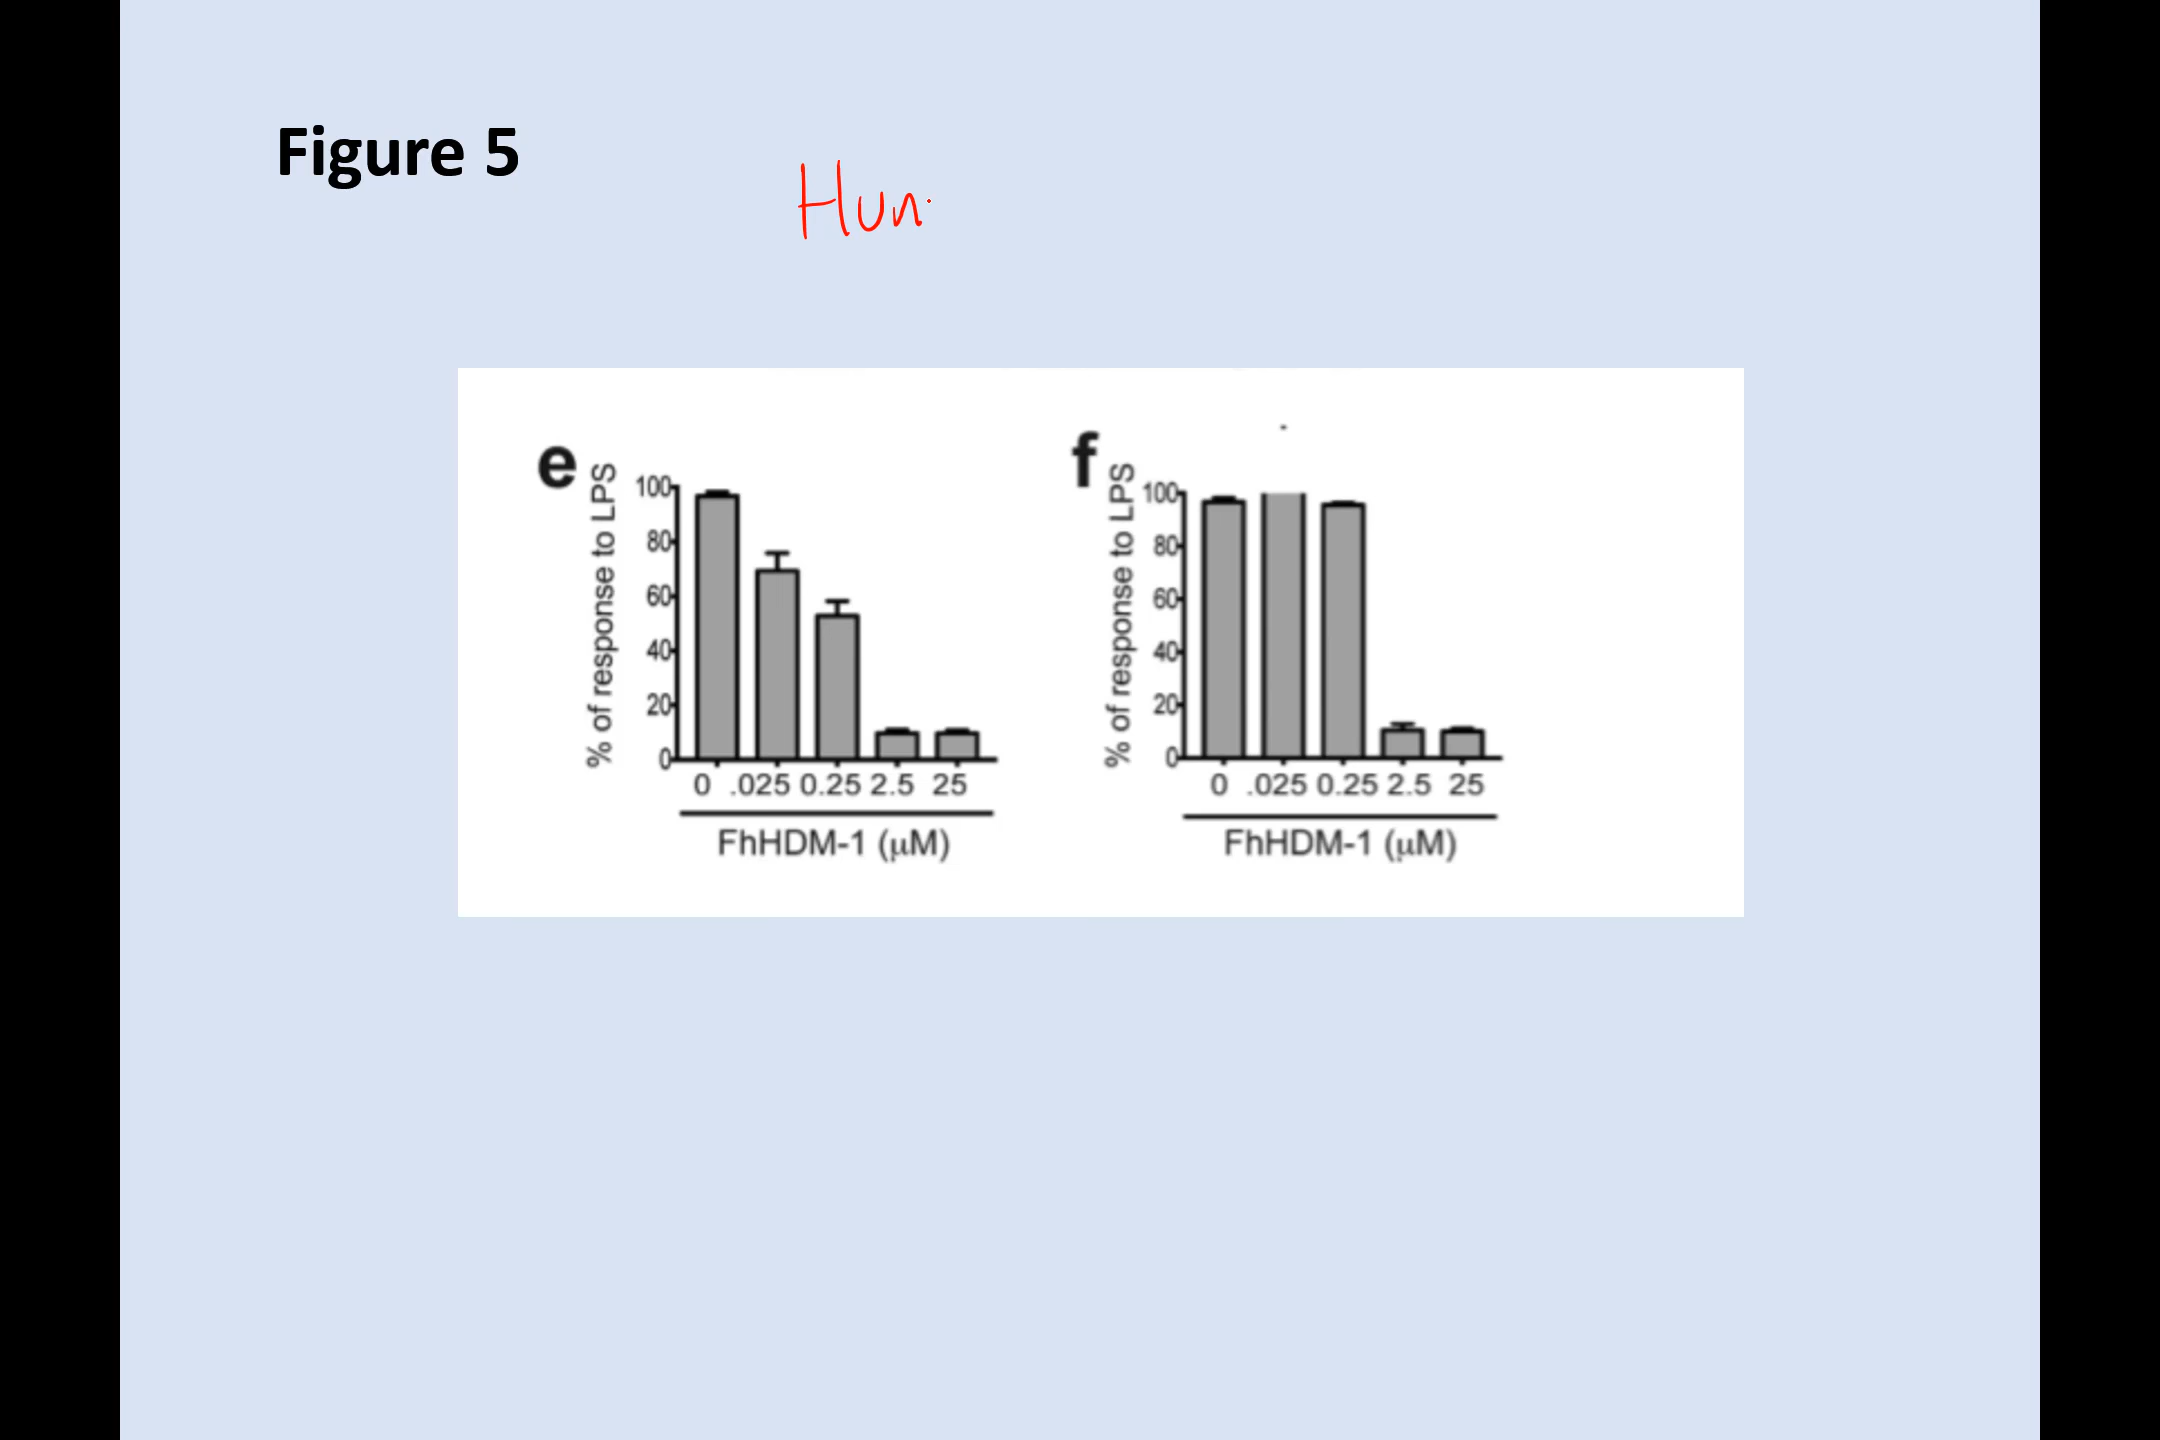 Figure 5
Hun
e
% of response to LPS
100
80
60
40
20
0
0 .025 0.25 2.5 25
FhHDM-1 (μM)
f
% of response to LPS
100
80
60
40
20
0
0 .025 0.25 2.5 25
FhHDM-1 (μM)